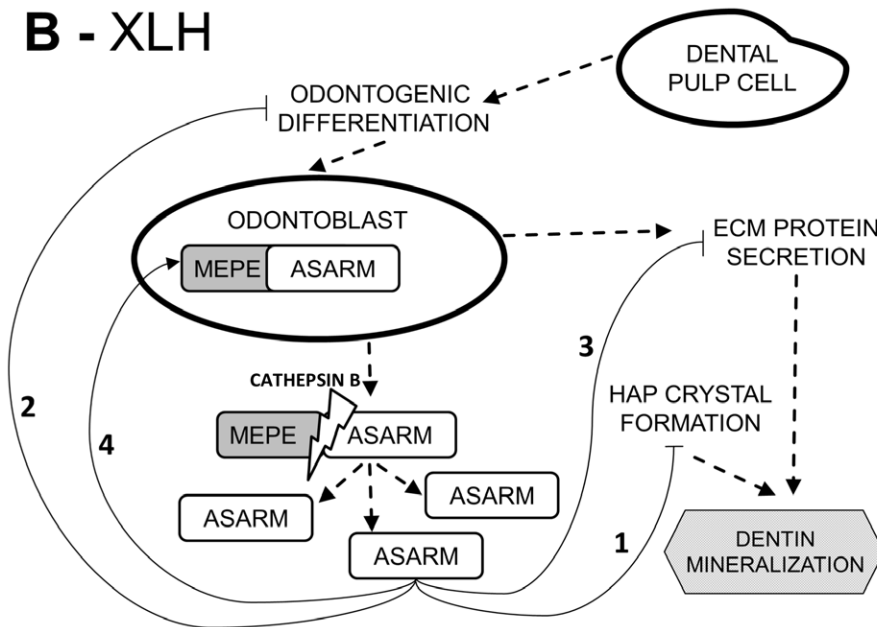 B - XLH
DENTAL
PULP CELL
ODONTOGENIC
DIFFERENTIATION
ODONTOBLAST
MEPE ASARM
ECM PROTEIN
SECRETION
3
CATHEPSIN B
HAP CRYSTAL
FORMATION
2
4
MEPE ASARM
ASARM
ASARM
ASARM
1
DENTIN
MINERALIZATION